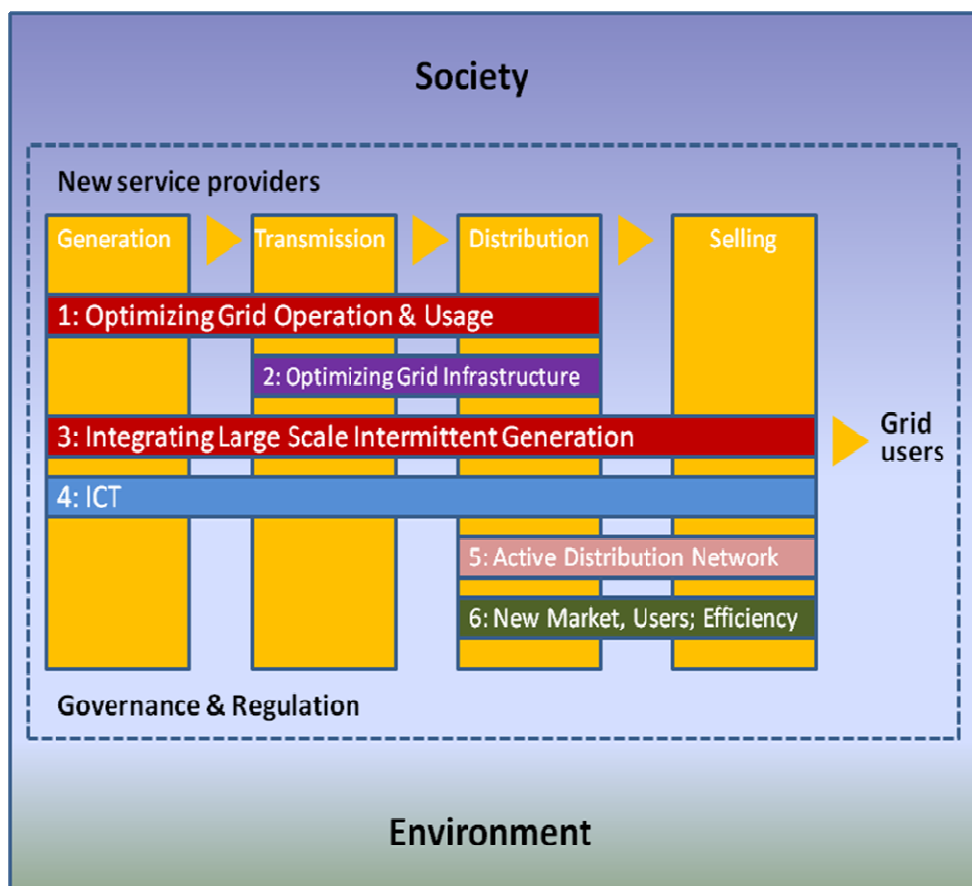 Society
New service providers
Generation
Transmission
Distribution
Selling
1: Optimizing Grid Operation & Usage
2: Optimizing Grid Infrastructure
3: Integrating Large Scale Intermittent Generation
Grid
users
4: ICT
5: Active Distribution Network
6: New Market, Users; Efficiency
Governance & Regulation
Environment